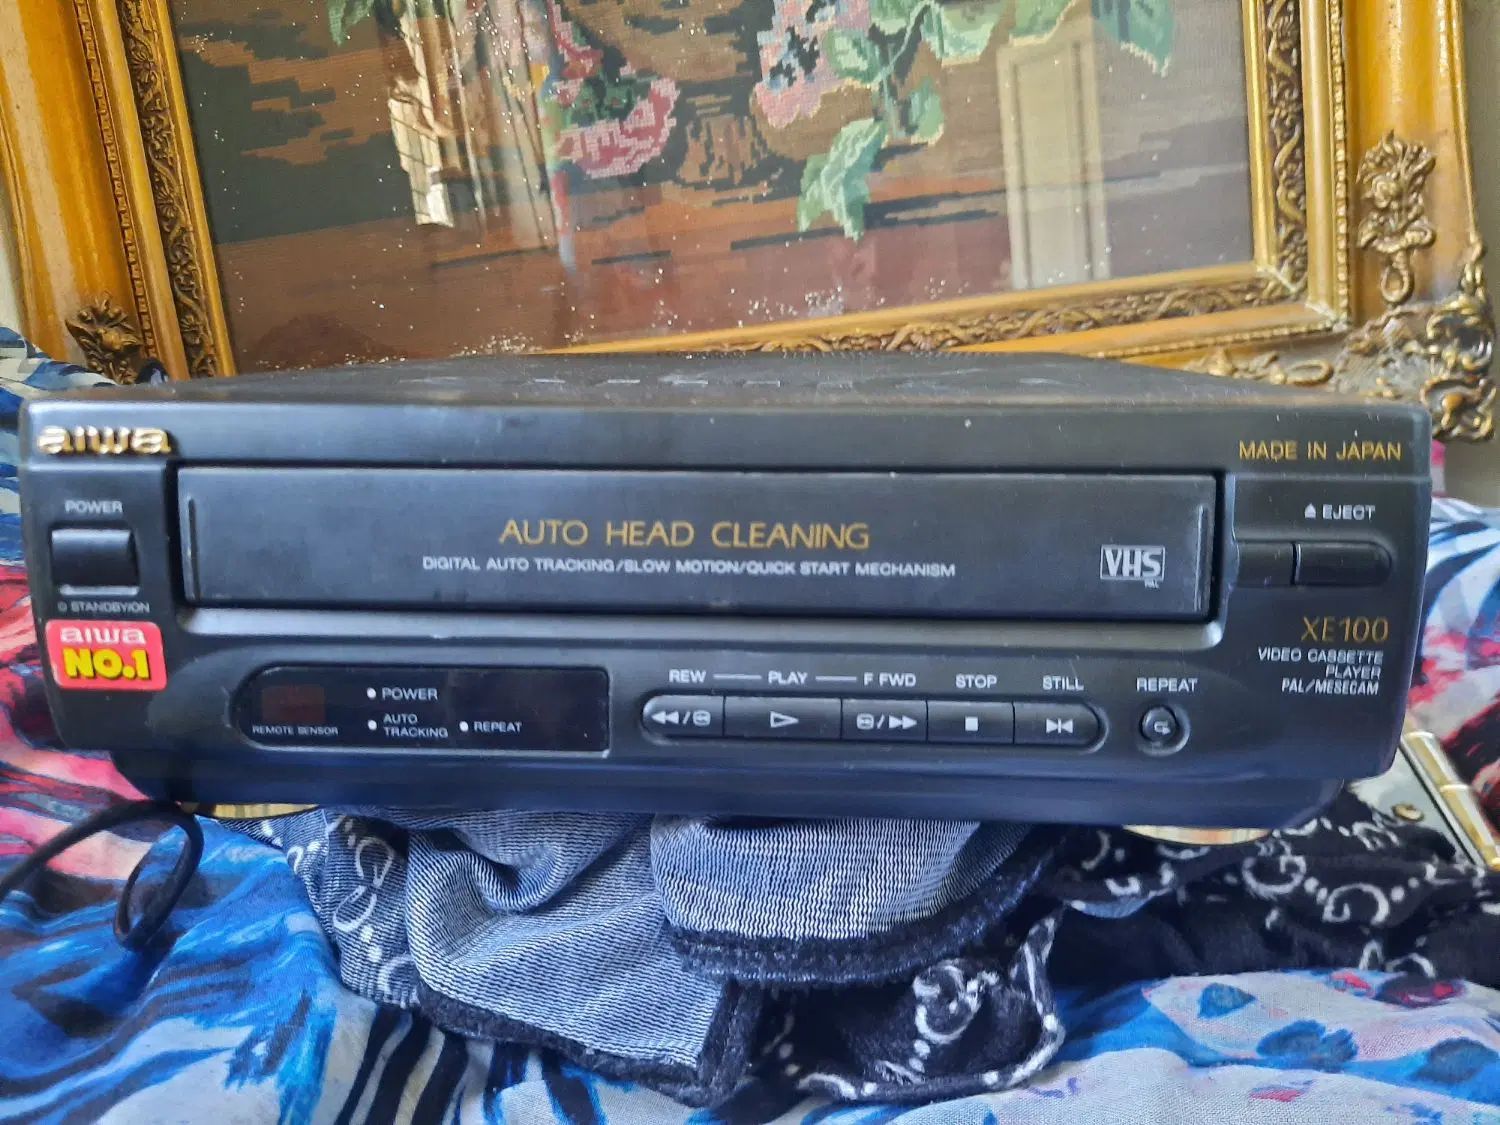 aiwa
MADE IN JAPAN
POWER
AUTO HEAD CLEANING
DIGITAL AUTO TRACKING/SLOW MOTION/QUICK START MECHANISM
VHS
PAL
EJECT
STANDBY/ON
aiwa
NO.1
XE100
VIDEO CASSETTE
PLAYER
PAL/MESECAM
REMOTE SENSOR
POWER
AUTO
TRACKING
REPEAT
REW
PLAY
F FWD
STOP
STILL
REPEAT